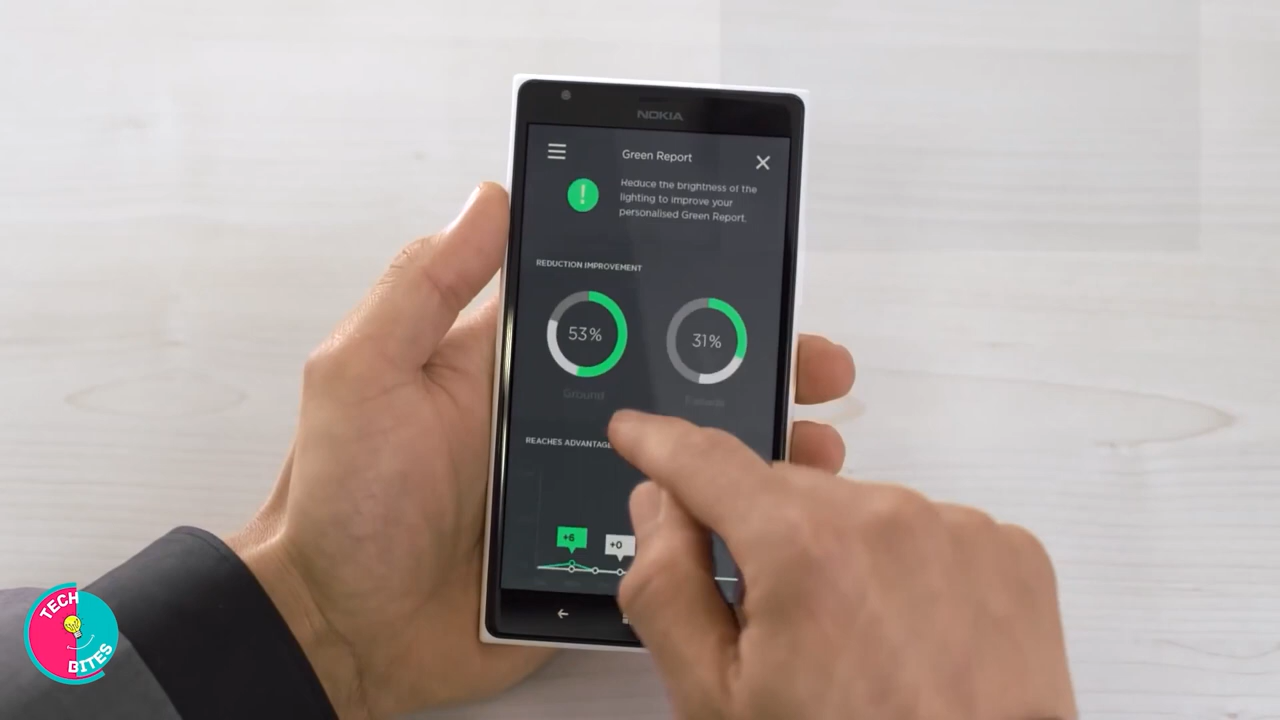 NOKIA
Green Report
Reduce the brightness of the
lighting to improve your
personalised Green Report.
REDUCTION IMPROVEMENT
53%
31%
Ground
REACHES ADVANTAGE
+6
+0
TECH
BITES